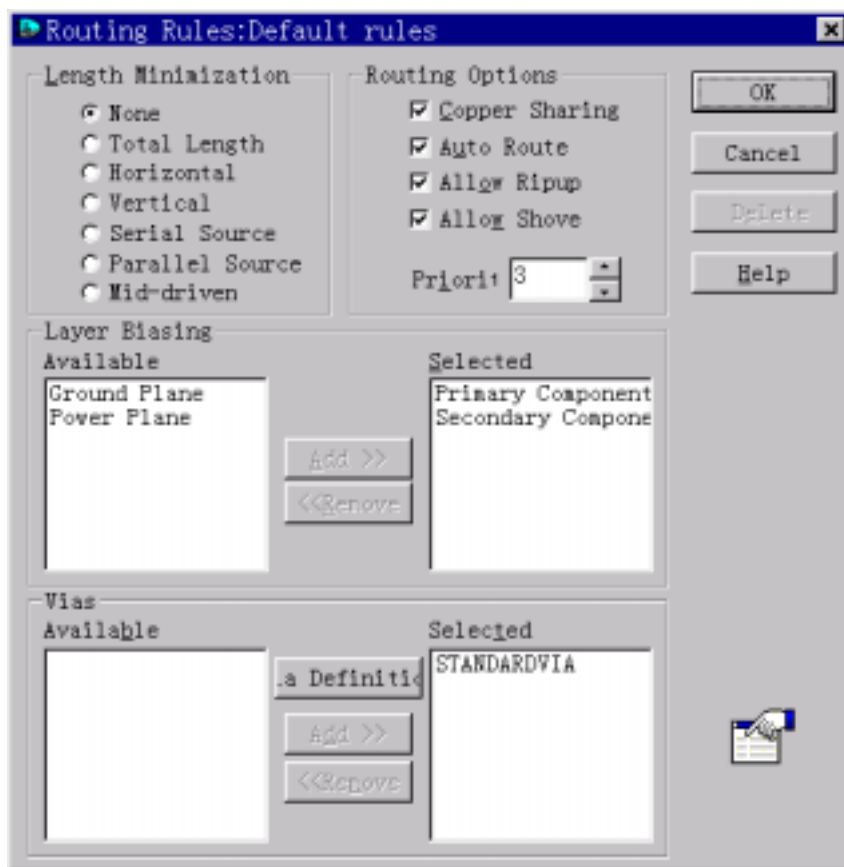 Routing Rules:Default rules
Length Minimization
None
Total Length
Horizontal
Vertical
Serial Source
Parallel Source
Mid-driven
Routing Options
Copper Sharing
Auto Route
Allow Ripup
Allow Shove
Priorit 3
OK
Cancel
Delete
Help
Layer Biasing
Available
Ground Plane
Power Plane
Add >>
<<Remove
Selected
Primary Component
Secondary Compone
Vias
Available
.a Definitio
Add >>
<<Remove
Selected
STANDARDVIA